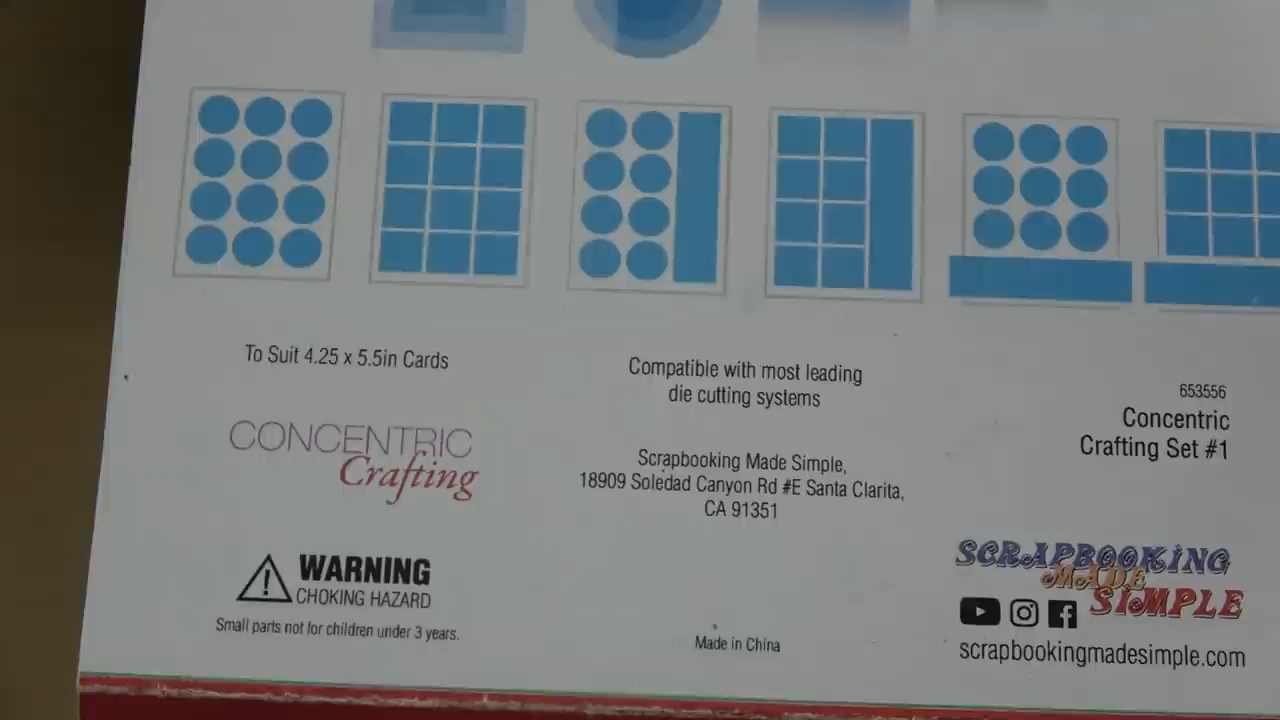 To Suit 4.25 x 5.5in Cards
CONCENTRIC
Crafting
WARNING
CHOKING HAZARD
Small parts not for children under 3 years.
Compatible with most leading
die cutting systems
Scrapbooking Made Simple,
18909 Soledad Canyon Rd #E Santa Clarita,
CA 91351
Made in China
653556
Concentric
Crafting Set #1
SCRAPBOOKING
MADE
SIMPLE
scrapbookingmadesimple.com